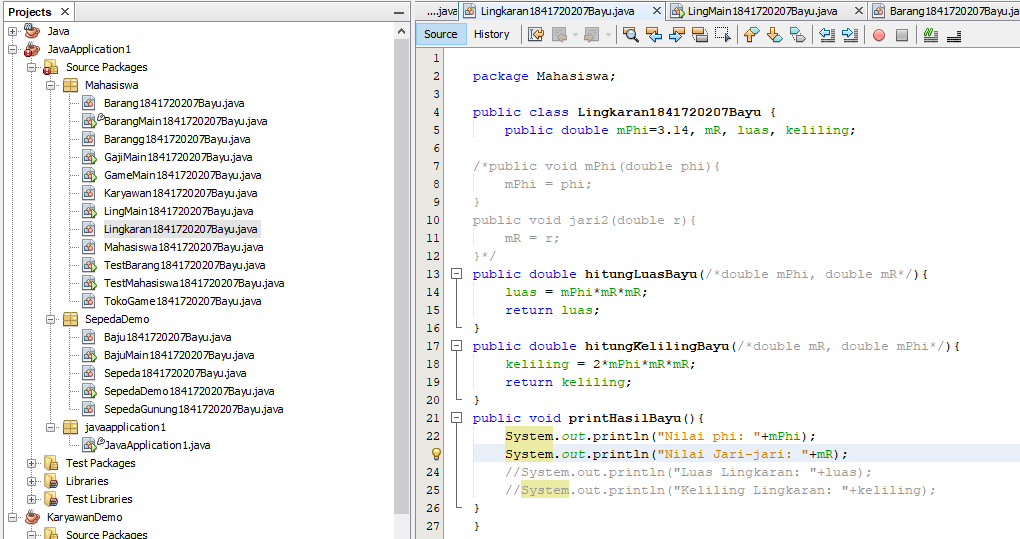 Projects
Java
JavaApplication1
Source Packages
Mahasiswa
Barang1841720207Bayu.java
BarangMain1841720207Bayu.java
Barangg1841720207Bayu.java
GajiMain1841720207Bayu.java
GameMain1841720207Bayu.java
Karyawan1841720207Bayu.java
LingMain1841720207Bayu.java
Lingkaran1841720207Bayu.java
Mahasiswa1841720207Bayu.java
TestBarang1841720207Bayu.java
TestMahasiswa1841720207Bayu.java
TokoGame1841720207Bayu.java
SepedaDemo
Baju1841720207Bayu.java
BajuMain1841720207Bayu.java
Sepeda1841720207Bayu.java
SepedaDemo1841720207Bayu.java
SepedaGunung1841720207Bayu.java
javaapplication1
JavaApplication1.java
Test Packages
Libraries
Test Libraries
KaryawanDemo
Source Packages
....java Lingkaran1841720207Bayu.java LingMain1841720207Bayu.java Barang1841720207Bayu.ja
Source History
1
2 package Mahasiswa;
3
4 public class Lingkaran1841720207Bayu {
5 public double mPhi=3.14, mR, luas, keliling;
6
7 /*public void mPhi(double phi){
8 mPhi = phi;
9 }
10 public void jari2(double r){
11 mR = r;
12 }*/
13 public double hitungLuasBayu(/*double mPhi, double mR*/){
14 luas = mPhi*mR*mR;
15 return luas;
16 }
17 public double hitungKelilingBayu(/*double mR, double mPhi*/){
18 keliling = 2*mPhi*mR*mR;
19 return keliling;
20 }
21 public void printHasilBayu(){
22 System.out.println("Nilai phi: "+mPhi);
System.out.println("Nilai Jari-jari: "+mR);
24 //System.out.println("Luas Lingkaran: "+luas);
25 //System.out.println("Keliling Lingkaran: "+keliling);
26 }
27 }